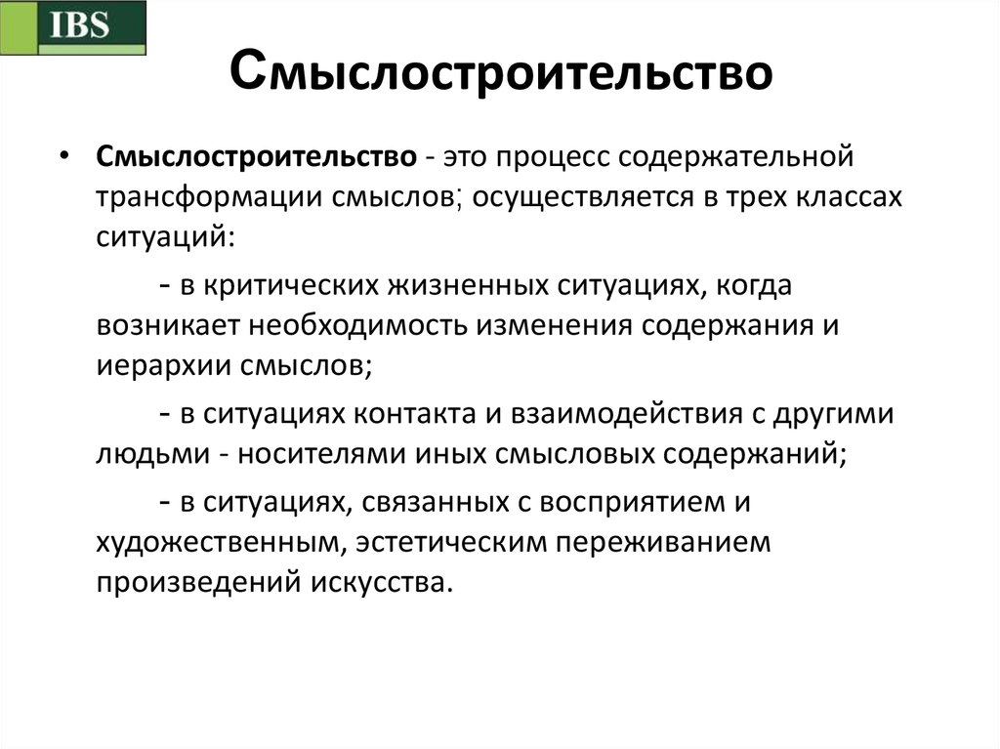 IBS
Смыслостроительство
• Смыслостроительство - это процесс содержательной
трансформации смыслов; осуществляется в трех классах
ситуаций:
- в критических жизненных ситуациях, когда
возникает необходимость изменения содержания и
иерархии смыслов;
- в ситуациях контакта и взаимодействия с другими
людьми - носителями иных смысловых содержаний;
- в ситуациях, связанных с восприятием и
художественным, эстетическим переживанием
произведений искусства.